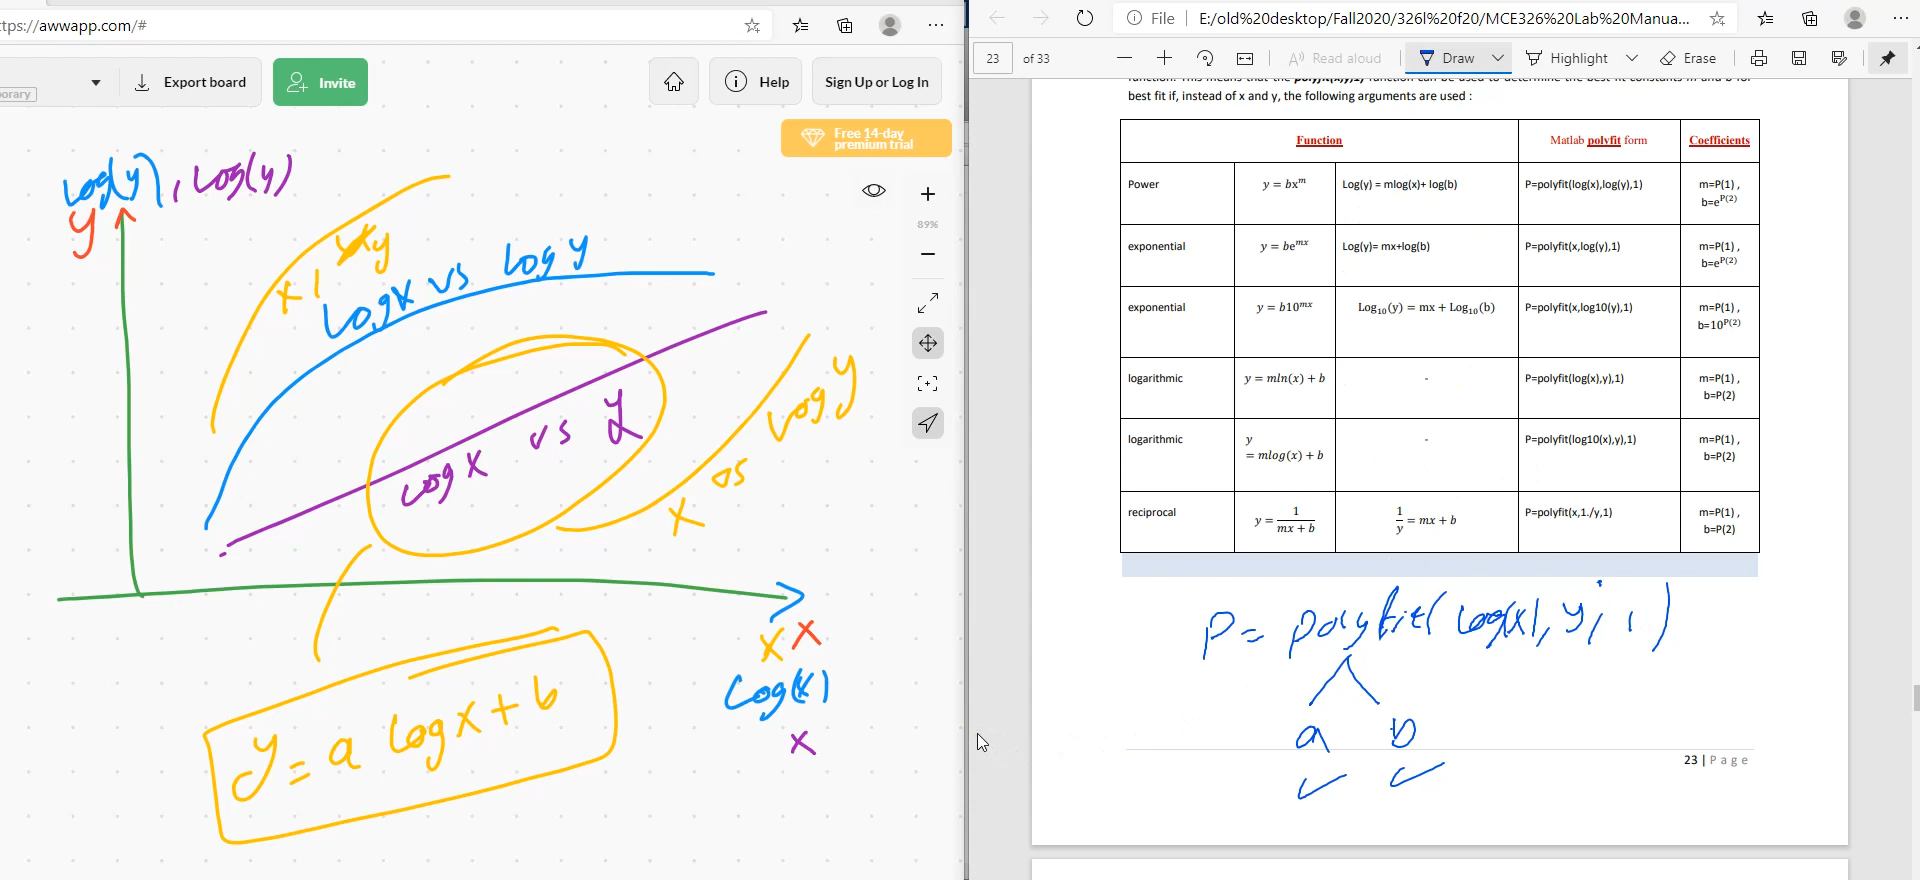 ttps://awwapp.com/#
orary
Export board
Invite
Help
Sign Up or Log In
Free 14-day
premium trial
89%
Log(y), Log(y)
y
x | y
Logx vs Log y
Log x vs y
x vs Log y
x x
Log(x)
x
y = a log x + b
File E:/old%20desktop/Fall2020/326l%20f20/MCE326%20Lab%20Manua...
23 of 33
Read aloud
Draw
Highlight
Erase
best fit if, instead of x and y, the following arguments are used :
Function Matlab polyfit form Coefficients
Power y = bx^m Log(y) = mlog(x)+ log(b) P=polyfit(log(x),log(y),1) m=P(1) ,
b=e^P(2)
exponential y = be^mx Log(y)= mx+log(b) P=polyfit(x,log(y),1) m=P(1) ,
b=e^P(2)
exponential y = b10^mx Log₁₀(y) = mx + Log₁₀(b) P=polyfit(x,log10(y),1) m=P(1) ,
b=10^P(2)
logarithmic y = mln(x) + b - P=polyfit(log(x),y),1) m=P(1) ,
b=P(2)
logarithmic y
= mlog(x) + b - P=polyfit(log10(x),y),1) m=P(1) ,
b=P(2)
reciprocal y = 1/(mx + b) 1/y = mx + b P=polyfit(x,1./y,1) m=P(1) ,
b=P(2)
P = polyfit(log(x), y, 1)
a b
23 | Page